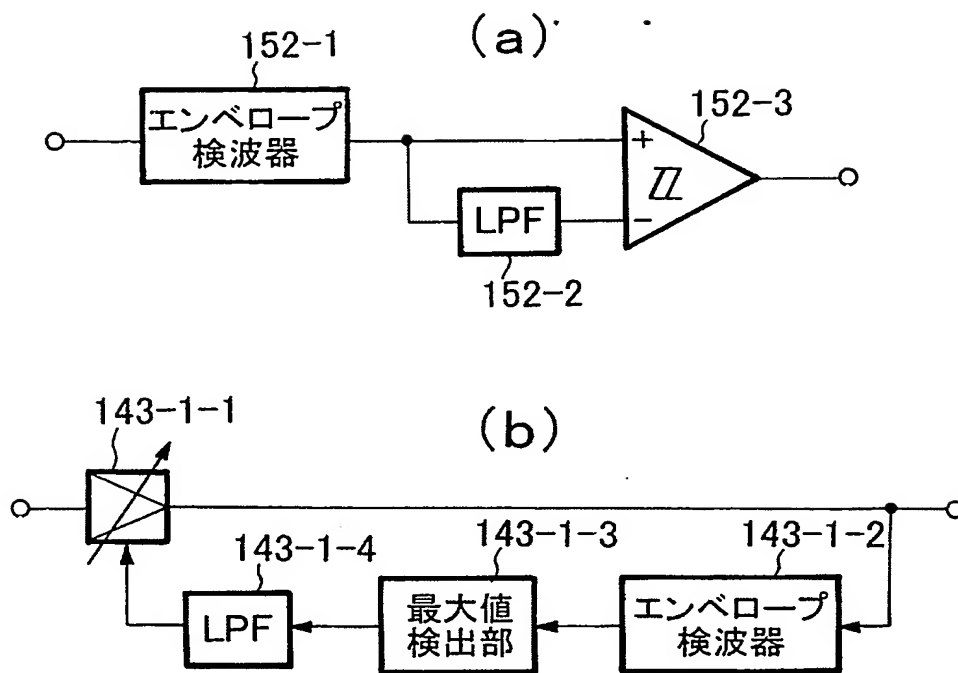 (a)
152-1
エンベロープ
検波器
152-3
+
−
LPF
152-2
(b)
143-1-1
143-1-4
LPF
143-1-3
最大値
検出部
143-1-2
エンベロープ
検波器